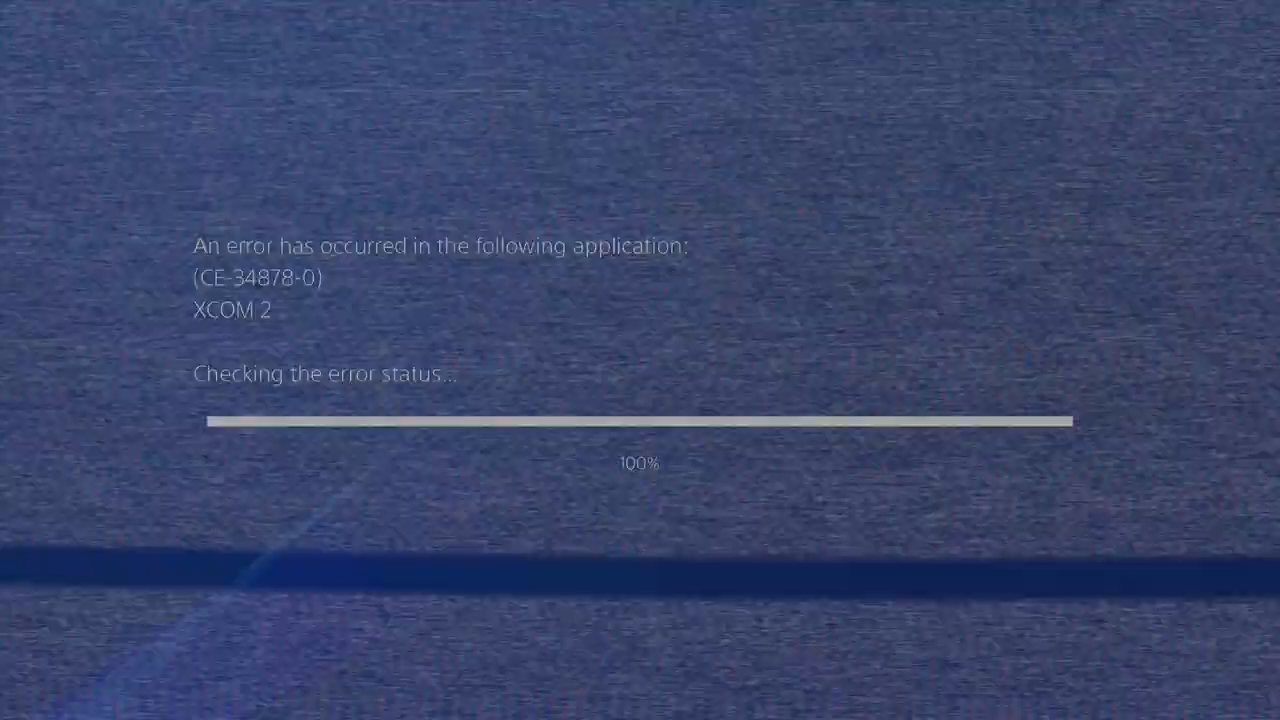 An error has occurred in the following application:
(CE-34878-0)
XCOM 2
Checking the error status...
100%